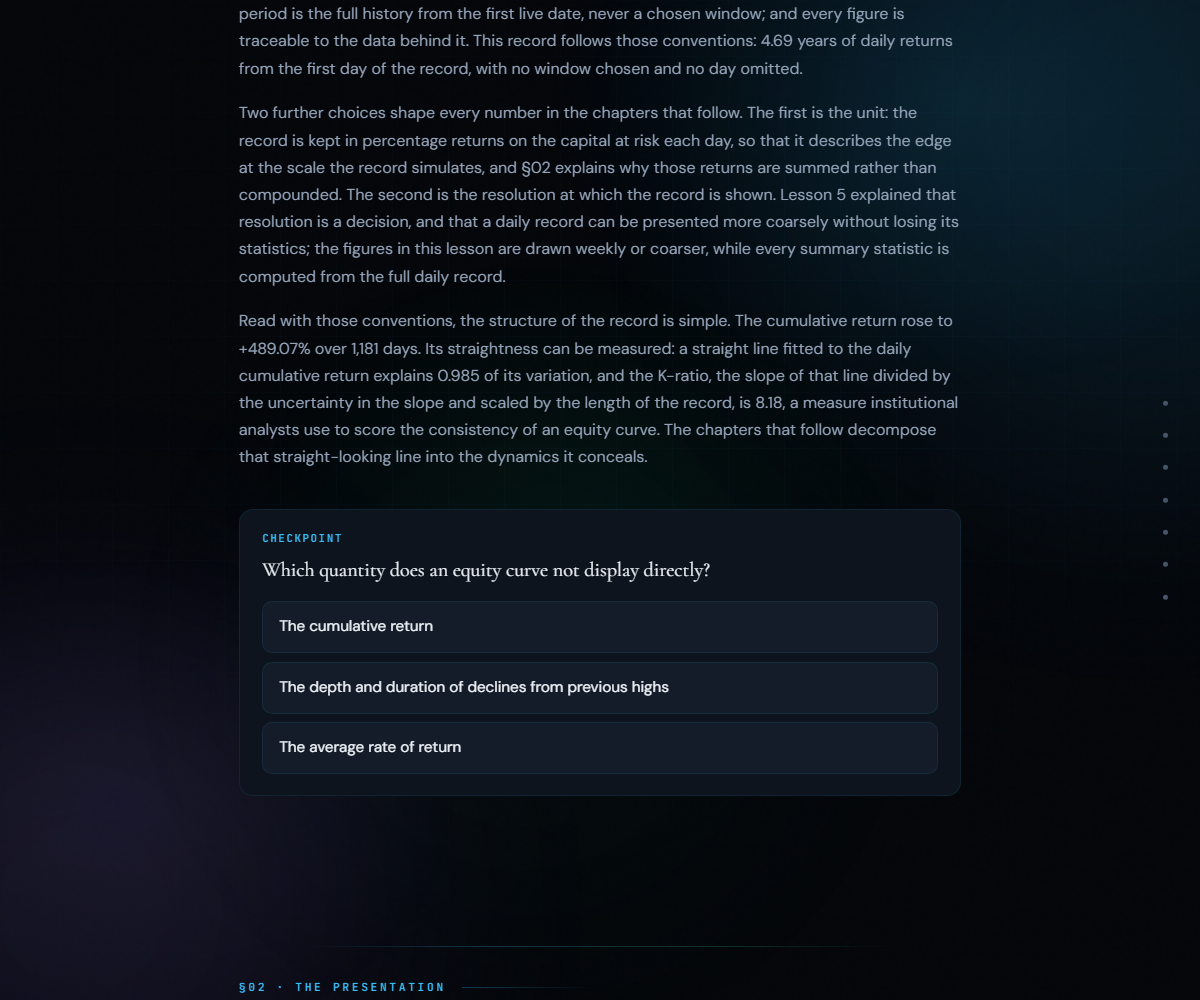 period is the full history from the first live date, never a chosen window; and every figure is
traceable to the data behind it. This record follows those conventions: 4.69 years of daily returns
from the first day of the record, with no window chosen and no day omitted.
Two further choices shape every number in the chapters that follow. The first is the unit: the
record is kept in percentage returns on the capital at risk each day, so that it describes the edge
at the scale the record simulates, and §02 explains why those returns are summed rather than
compounded. The second is the resolution at which the record is shown. Lesson 5 explained that
resolution is a decision, and that a daily record can be presented more coarsely without losing its
statistics; the figures in this lesson are drawn weekly or coarser, while every summary statistic is
computed from the full daily record.
Read with those conventions, the structure of the record is simple. The cumulative return rose to
+489.07% over 1,181 days. Its straightness can be measured: a straight line fitted to the daily
cumulative return explains 0.985 of its variation, and the K-ratio, the slope of that line divided by
the uncertainty in the slope and scaled by the length of the record, is 8.18, a measure institutional
analysts use to score the consistency of an equity curve. The chapters that follow decompose
that straight-looking line into the dynamics it conceals.
CHECKPOINT
Which quantity does an equity curve not display directly?
The cumulative return
The depth and duration of declines from previous highs
The average rate of return
§02 · THE PRESENTATION